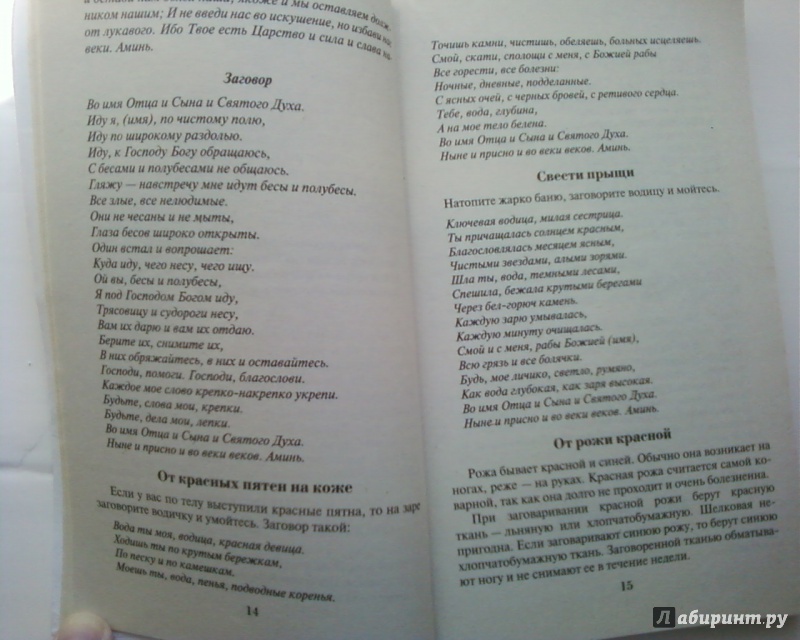 и мы оставляем долж-
ником нашим; И не введи нас во искушение, но избави нас
от лукавого. Ибо Твое есть Царство и сила и слава на
веки. Аминь.
Заговор
Во имя Отца и Сына и Святого Духа.
Иду я, (имя), по чистому полю,
Иду по широкому раздолью.
Иду, к Господу Богу обращаюсь,
С бесами и полубесами не общаюсь.
Гляжу — навстречу мне идут бесы и полубесы.
Все злые, все нелюдимые.
Они не чесаны и не мыты,
Глаза бесов широко открыты.
Один встал и вопрошает:
Куда иду, чего несу, чего ищу.
Ой вы, бесы и полубесы,
Я под Господом Богом иду,
Трясовицу и судороги несу,
Вам их дарю и вам их отдаю.
Берите их, снимите их,
В них обряжайтесь, в них и оставайтесь.
Господи, помоги. Господи, благослови.
Каждое мое слово крепко-накрепко укрепи.
Будьте, слова мои, крепки.
Будьте, дела мои, лепки.
Во имя Отца и Сына и Святого Духа.
Ныне и присно и во веки веков. Аминь.
От красных пятен на коже
Если у вас по телу выступили красные пятна, то на заре
заговорите водичку и умойтесь. Заговор такой:
Вода ты моя, водица, красная девица.
Ходишь ты по крутым бережкам,
По песку и по камешкам.
Моешь ты, вода, пенья, подводные коренья.
14
Точишь камни, чистишь, обеляешь, больных исцеляешь.
Смой, скати, сполощи с меня, с Божией рабы
Все горести, все болезни:
Ночные, дневные, подделанные.
С ясных очей, с черных бровей, с ретивого сердца.
Тебе, вода, глубина,
А на мое тело белена.
Во имя Отца и Сына и Святого Духа.
Ныне и присно и во веки веков. Аминь.
Свести прыщи
Натопите жарко баню, заговорите водицу и мойтесь.
Ключевая водица, милая сестрица.
Ты причащалась солнцем красным,
Благословлялась месяцем ясным,
Чистыми звездами, алыми зорями.
Шла ты, вода, темными лесами,
Спешила, бежала крутыми берегами
Через бел-горюч камень.
Каждую зарю умывалась,
Каждую минуту очищалась.
Смой и с меня, рабы Божией (имя),
Всю грязь и все болячки.
Будь, мое личико, светло, румяно,
Как вода глубокая, как заря высокая.
Во имя Отца и Сына и Святого Духа.
Ныне и присно и во веки веков. Аминь.
От рожи красной
Рожа бывает красной и синей. Обычно она возникает на
ногах, реже — на руках. Красная рожа считается самой ко-
варной, так как она долго не проходит и очень болезненна.
При заговаривании красной рожи берут красную
ткань — льняную или хлопчатобумажную. Шелковая не-
пригодна. Если заговаривают синюю рожу, то берут синюю
хлопчатобумажную ткань. Заговоренной тканью обматыва-
ют ногу и не снимают ее в течение недели.
15
Лабиринт.ру